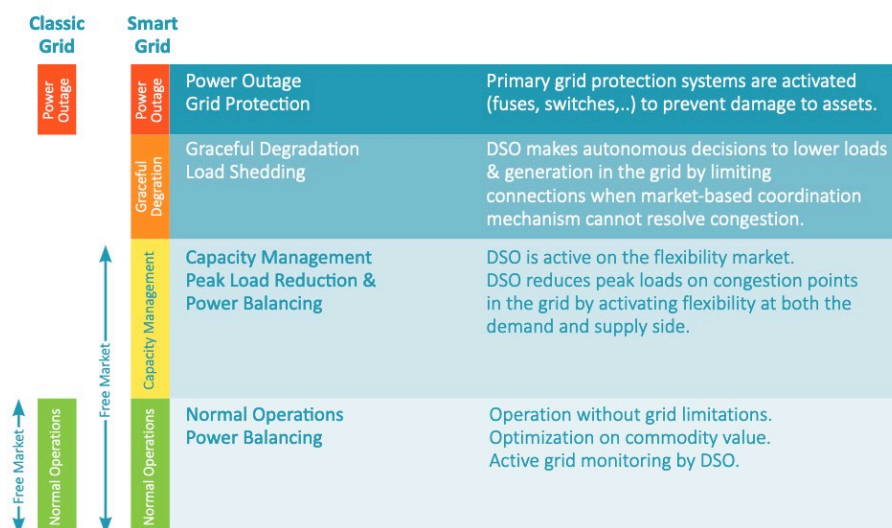 Classic
Grid
Smart
Grid
Power
Outage
Power
Outage
Power Outage
Grid Protection
Primary grid protection systems are activated
(fuses, switches,..) to prevent damage to assets.
Graceful
Degration
Graceful Degradation
Load Shedding
DSO makes autonomous decisions to lower loads
& generation in the grid by limiting
connections when market-based coordination
mechanism cannot resolve congestion.
Free Market
Capacity Management
Capacity Management
Peak Load Reduction &
Power Balancing
DSO is active on the flexibility market.
DSO reduces peak loads on congestion points
in the grid by activating flexibility at both the
demand and supply side.
Free Market
Normal Operations
Normal Operations
Normal Operations
Power Balancing
Operation without grid limitations.
Optimization on commodity value.
Active grid monitoring by DSO.